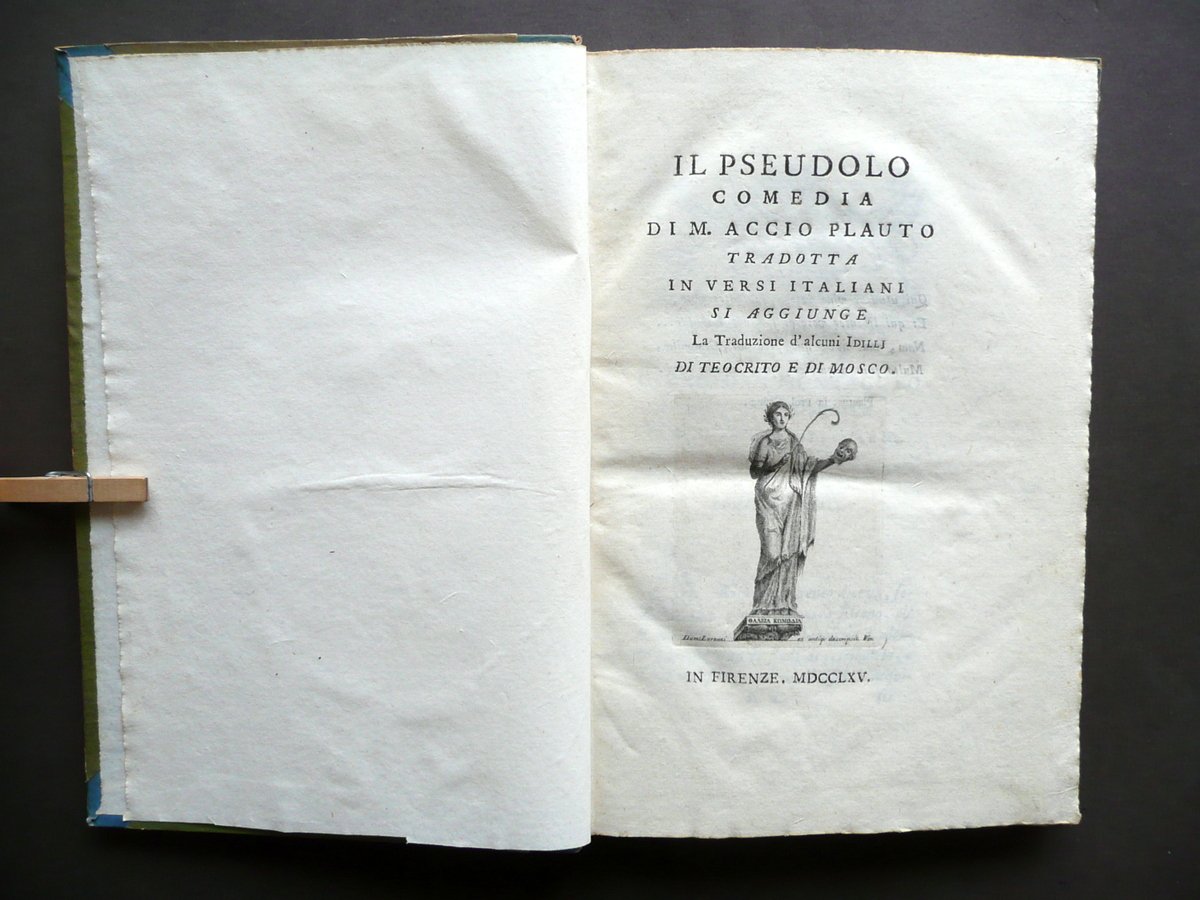 IL PSEUDOLO
COMEDIA
DI M. ACCIO PLAUTO
TRADOTTA
IN VERSI ITALIANI
SI AGGIUNGE
La Traduzione d'alcuni IDILLJ
DI TEOCRITO E DI MOSCO.
ΘΑΛΕΙΑ ΚΩΜΩΔΙΑ
IN FIRENZE. MDCCLXV.